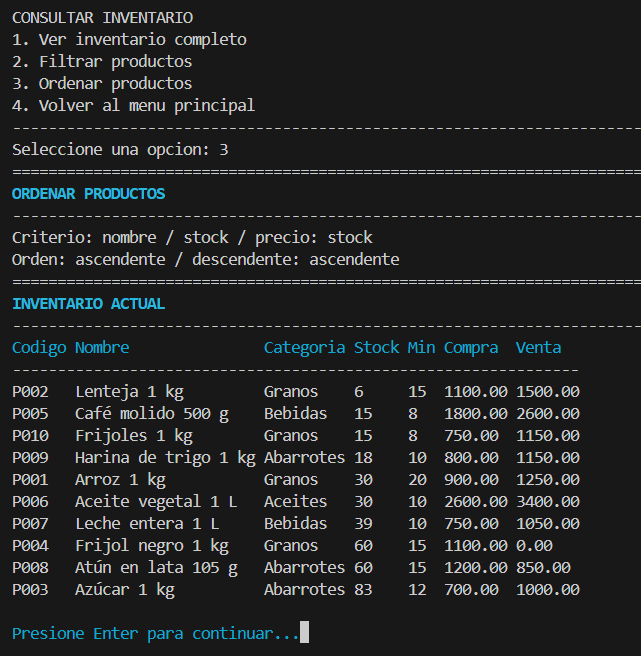 CONSULTAR INVENTARIO
1. Ver inventario completo
2. Filtrar productos
3. Ordenar productos
4. Volver al menu principal
----------------------------------------------------------------------
Seleccione una opcion: 3
======================================================================
ORDENAR PRODUCTOS
----------------------------------------------------------------------
Criterio: nombre / stock / precio: stock
Orden: ascendente / descendente: ascendente
======================================================================
INVENTARIO ACTUAL
----------------------------------------------------------------------
Codigo Nombre               Categoria Stock Min Compra  Venta
---------------------------------------------------------------
P002   Lenteja 1 kg         Granos    6     15  1100.00 1500.00
P005   Café molido 500 g    Bebidas   15    8   1800.00 2600.00
P010   Frijoles 1 kg        Granos    15    8   750.00  1150.00
P009   Harina de trigo 1 kg Abarrotes 18    10  800.00  1150.00
P001   Arroz 1 kg           Granos    30    20  900.00  1250.00
P006   Aceite vegetal 1 L   Aceites   30    10  2600.00 3400.00
P007   Leche entera 1 L     Bebidas   39    10  750.00  1050.00
P004   Frijol negro 1 kg    Granos    60    15  1100.00 0.00
P008   Atún en lata 105 g   Abarrotes 60    15  1200.00 850.00
P003   Azúcar 1 kg          Abarrotes 83    12  700.00  1000.00
Presione Enter para continuar...